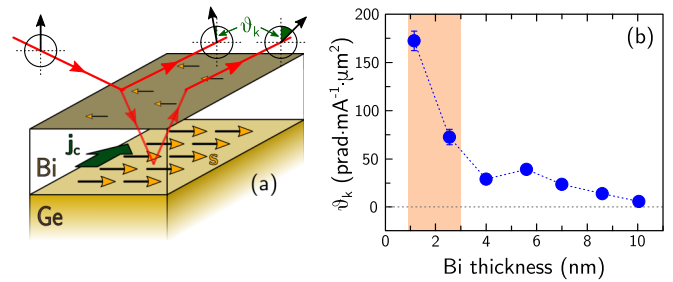 ϑk
jc
s
Bi
Ge
(a)
(b)
ϑk (prad·mA-1·μm2)
200
150
100
50
0
0 2 4 6 8 10
Bi thickness (nm)